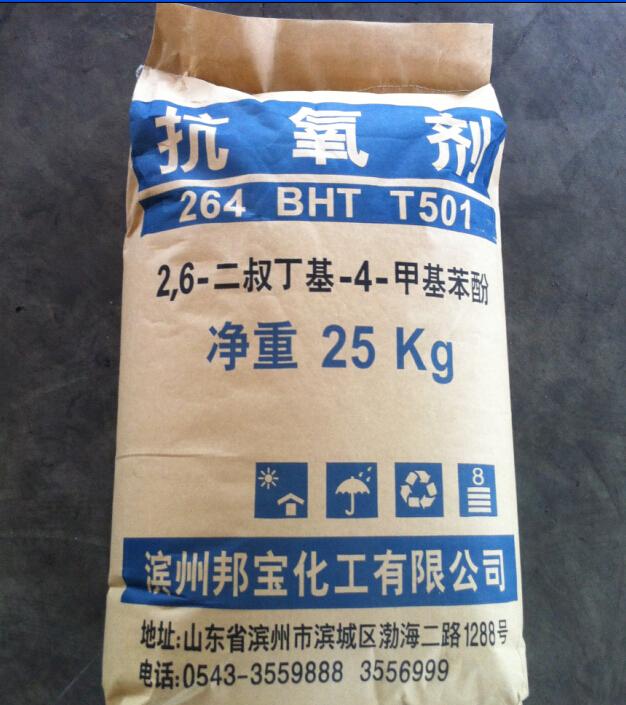 抗氧剂
264 BHT T501
2,6-二叔丁基-4-甲基苯酚
净重 25 Kg
8
滨州邦宝化工有限公司
地址:山东省滨州市滨城区渤海二路1288号
电话:0543-3559888 3556999